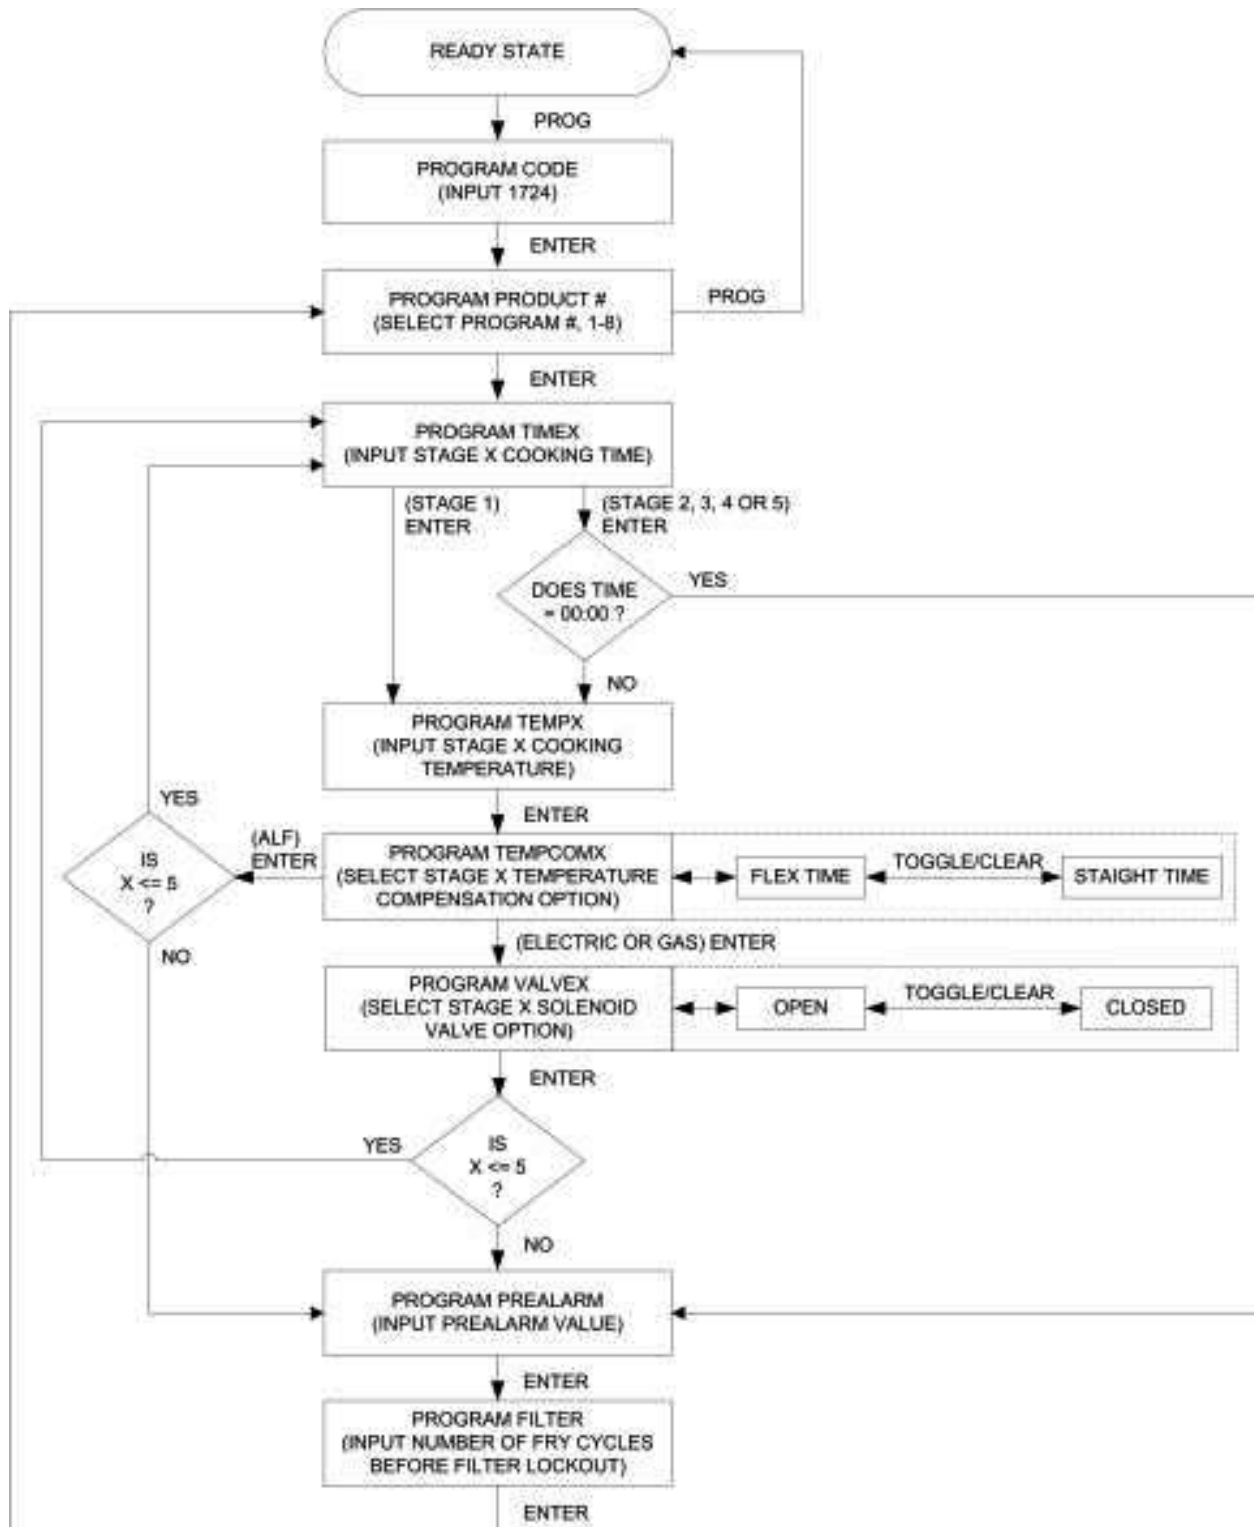 READY STATE
PROG
PROGRAM CODE
(INPUT 1724)
ENTER
PROGRAM PRODUCT #
(SELECT PROGRAM #, 1-8)
PROG
ENTER
PROGRAM TIMEX
(INPUT STAGE X COOKING TIME)
(STAGE 1)
ENTER
(STAGE 2, 3, 4 OR 5)
ENTER
DOES TIME
= 00:00 ?
YES
NO
PROGRAM TEMPX
(INPUT STAGE X COOKING
TEMPERATURE)
ENTER
YES
IS
X <= 5
?
NO
(ALF)
ENTER
PROGRAM TEMPCOMX
(SELECT STAGE X TEMPERATURE
COMPENSATION OPTION)
FLEX TIME
TOGGLE/CLEAR
STAIGHT TIME
(ELECTRIC OR GAS) ENTER
PROGRAM VALVEX
(SELECT STAGE X SOLENOID
VALVE OPTION)
OPEN
TOGGLE/CLEAR
CLOSED
ENTER
YES
IS
X <= 5
?
NO
PROGRAM PREALARM
(INPUT PREALARM VALUE)
ENTER
PROGRAM FILTER
(INPUT NUMBER OF FRY CYCLES
BEFORE FILTER LOCKOUT)
ENTER